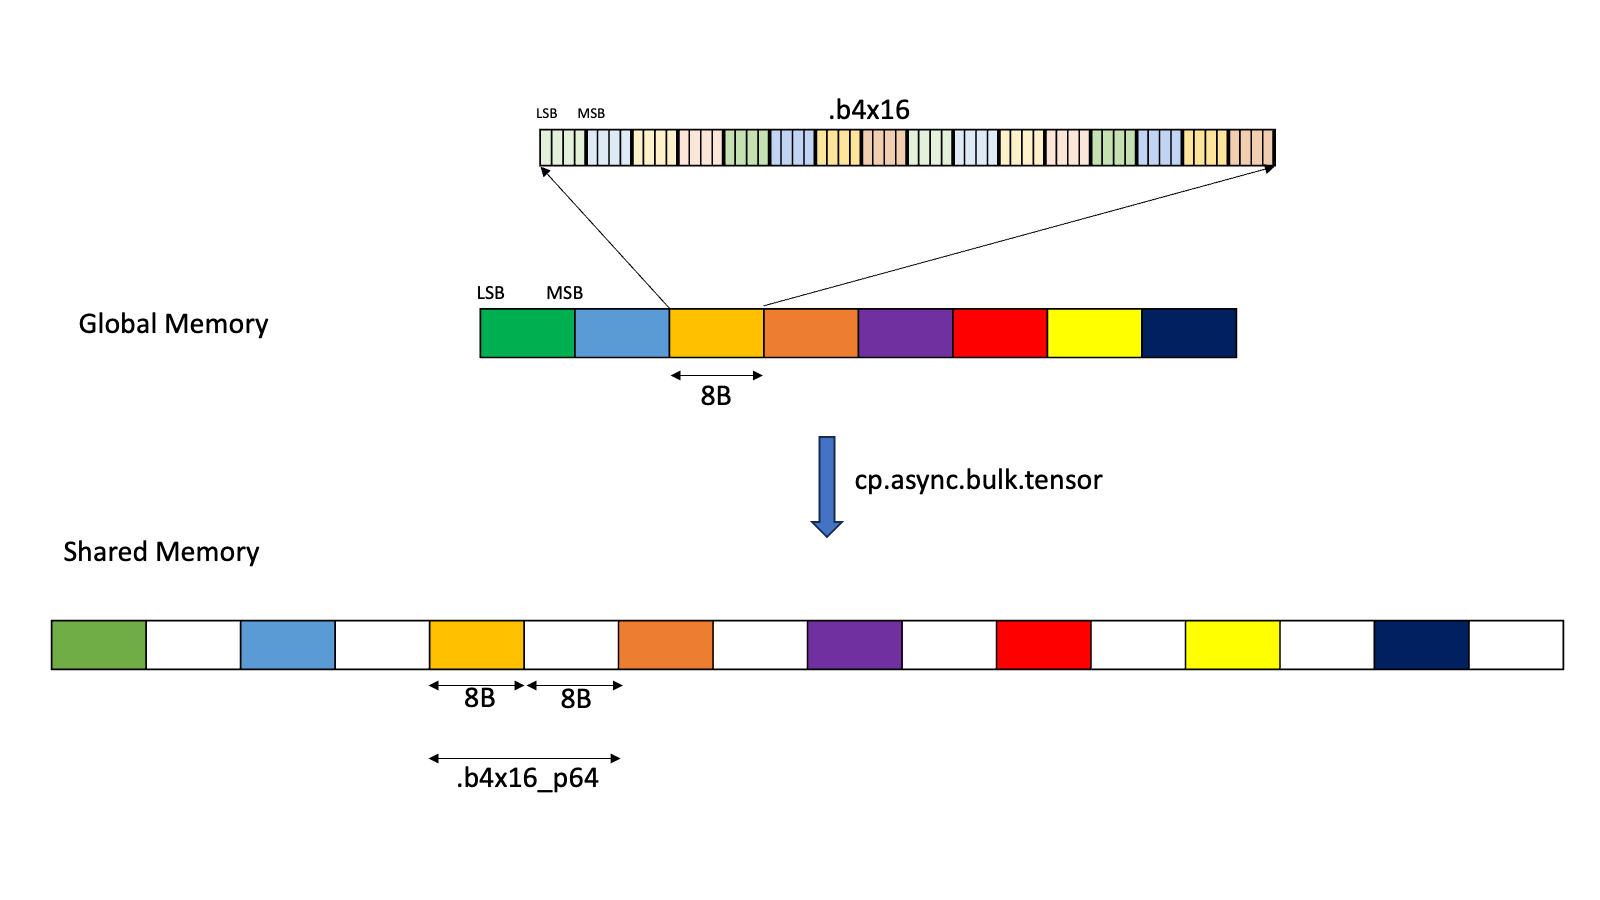 .b4x16
LSB MSB
LSB MSB
Global Memory
8B
cp.async.bulk.tensor
Shared Memory
8B 8B
.b4x16_p64